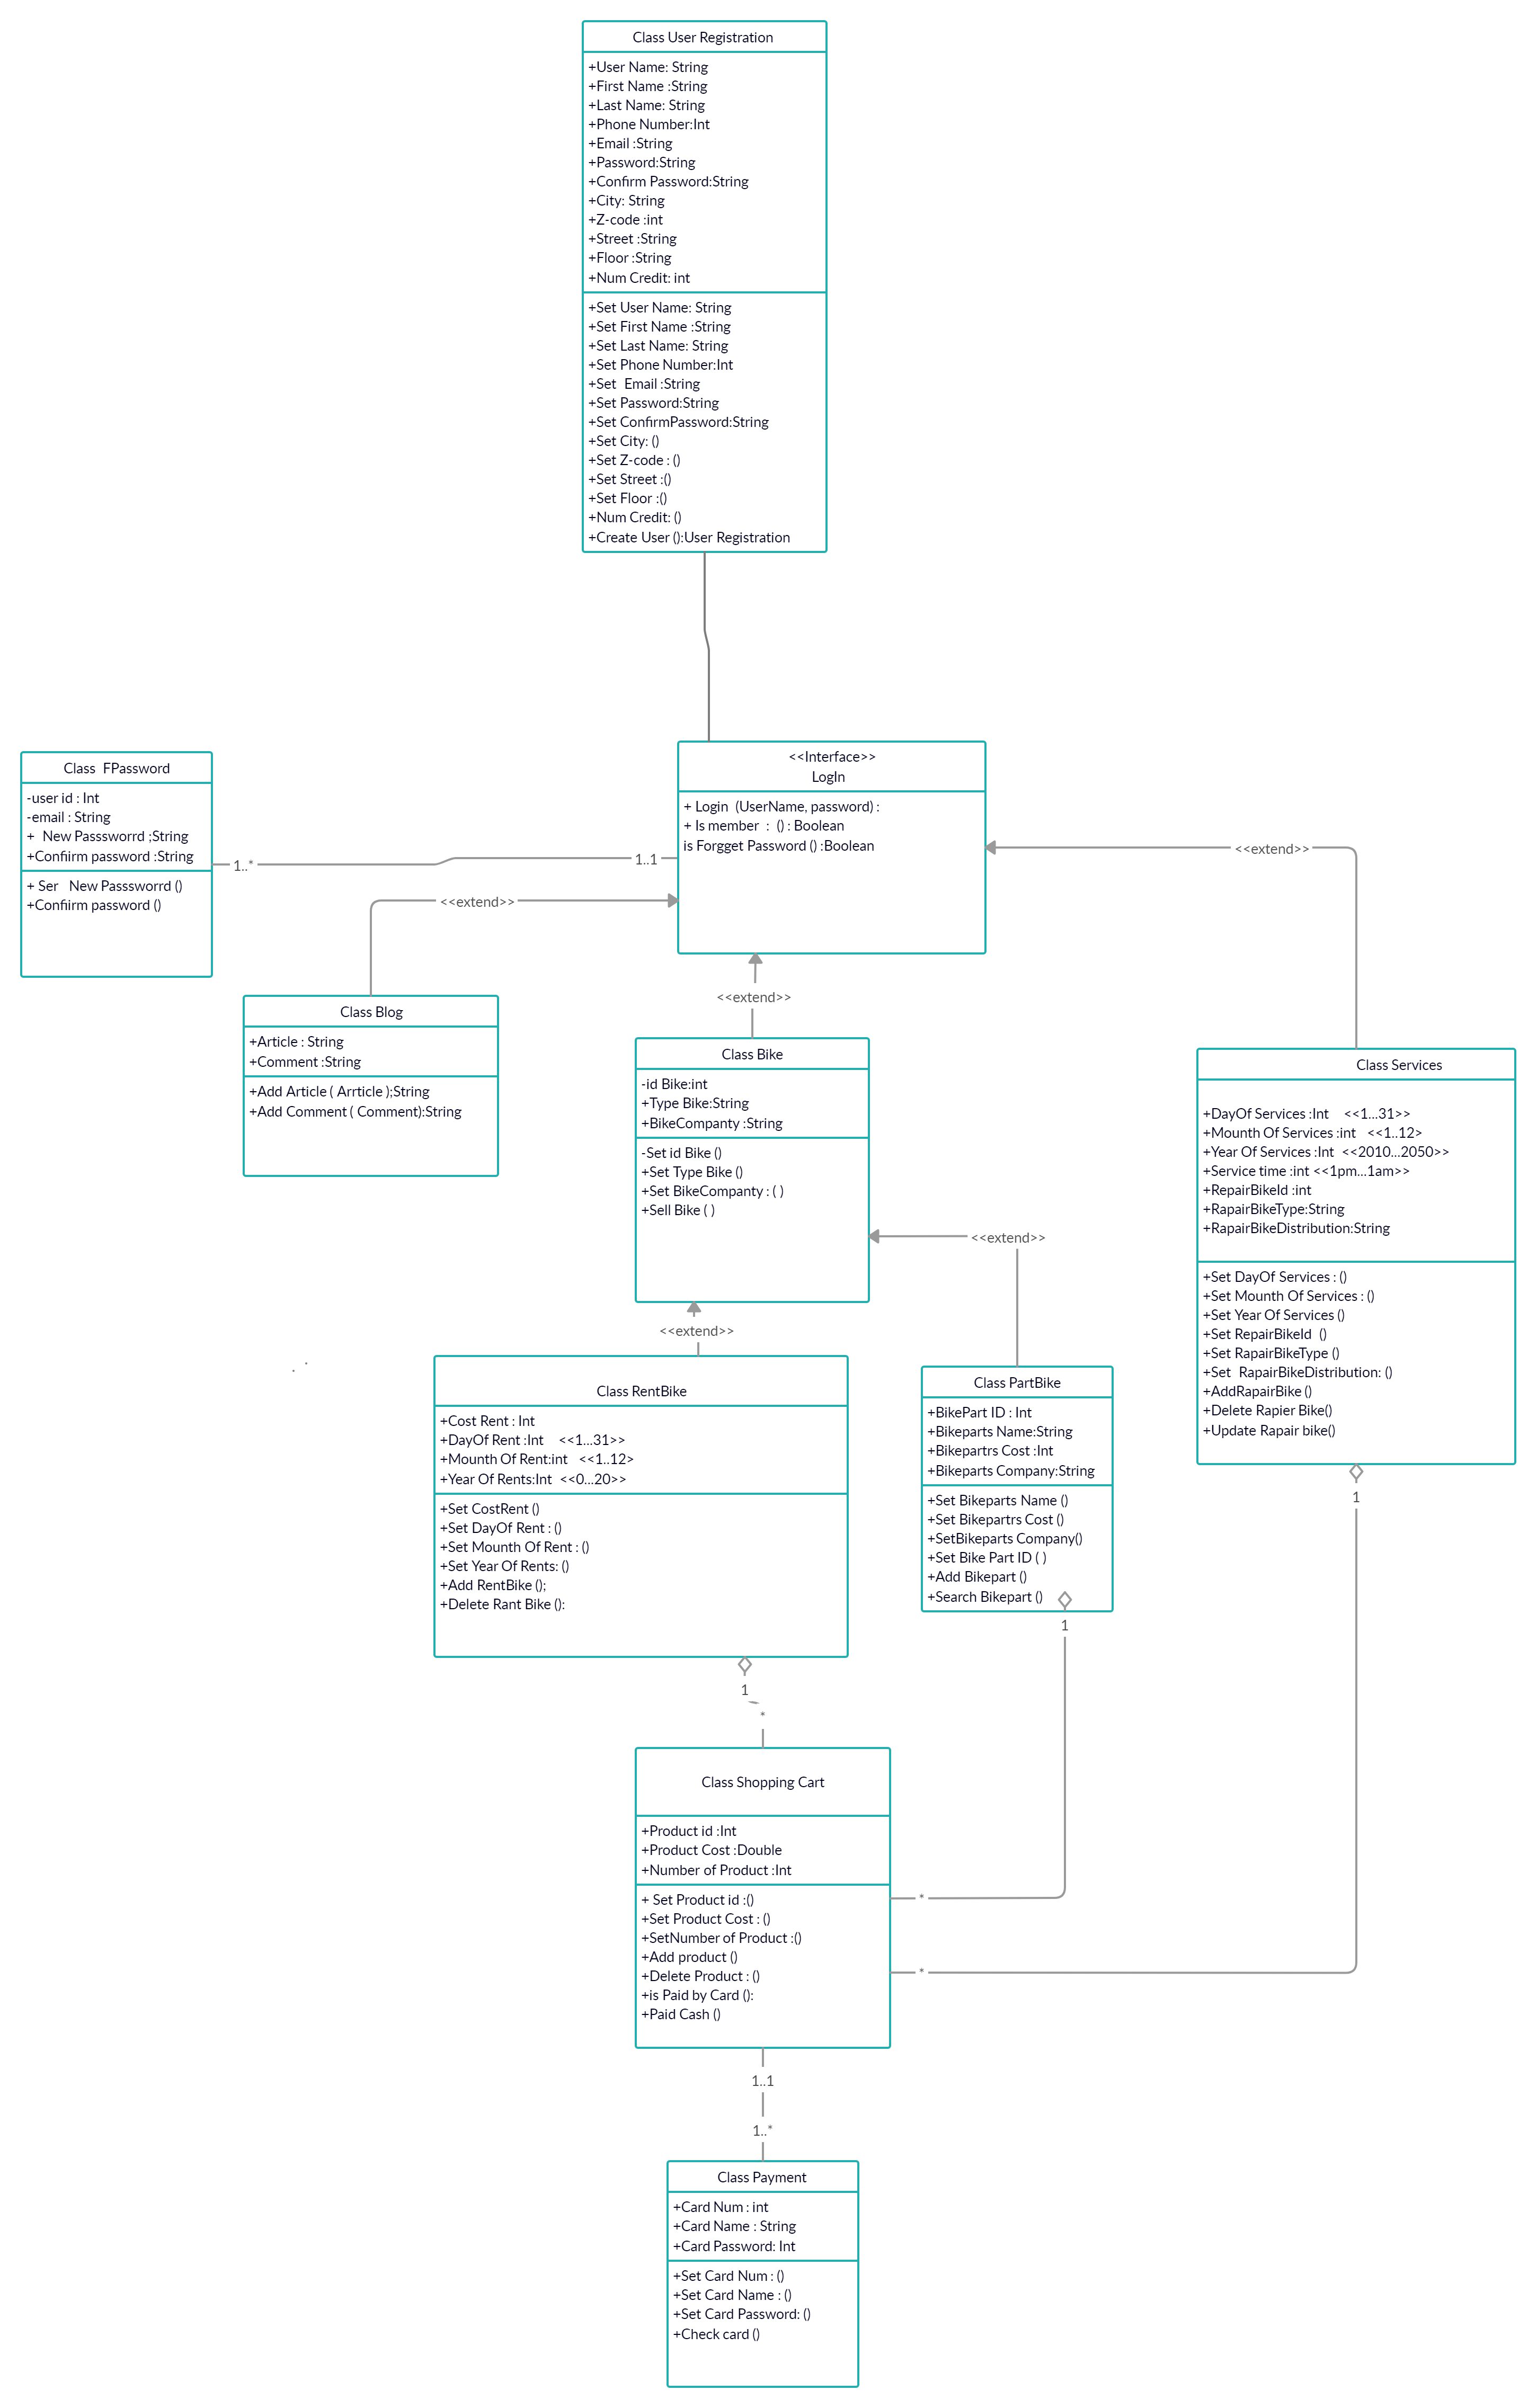 Class User Registration
+User Name: String
+First Name :String
+Last Name: String
+Phone Number:Int
+Email :String
+Password:String
+Confirm Password:String
+City: String
+Z-code :int
+Street :String
+Floor :String
+Num Credit: int
+Set User Name: String
+Set First Name :String
+Set Last Name: String
+Set Phone Number:Int
+Set  Email :String
+Set Password:String
+Set ConfirmPassword:String
+Set City: ()
+Set Z-code : ()
+Set Street :()
+Set Floor :()
+Num Credit: ()
+Create User ():User Registration
Class  FPassword
-user id : Int
-email : String
+  New Passsworrd ;String
+Confiirm password :String
+ Ser   New Passsworrd ()
+Confiirm password ()
1..*
1..1
<<Interface>>
LogIn
+ Login  (UserName, password) :
+ Is member  :  () : Boolean
is Forgget Password () :Boolean
<<extend>>
<<extend>>
<<extend>>
Class Blog
+Article : String
+Comment :String
+Add Article ( Arrticle );String
+Add Comment ( Comment):String
Class Bike
-id Bike:int
+Type Bike:String
+BikeCompanty :String
-Set id Bike ()
+Set Type Bike ()
+Set BikeCompanty : ( )
+Sell Bike ( )
<<extend>>
<<extend>>
Class Services
+DayOf Services :Int    <<1...31>>
+Mounth Of Services :int   <<1..12>
+Year Of Services :Int  <<2010...2050>>
+Service time :int <<1pm...1am>>
+RepairBikeId :int
+RapairBikeType:String
+RapairBikeDistribution:String
+Set DayOf Services : ()
+Set Mounth Of Services : ()
+Set Year Of Services ()
+Set RepairBikeId  ()
+Set RapairBikeType ()
+Set  RapairBikeDistribution: ()
+AddRapairBike ()
+Delete Rapier Bike()
+Update Rapair bike()
1
Class RentBike
+Cost Rent : Int
+DayOf Rent :Int    <<1...31>>
+Mounth Of Rent:int   <<1..12>
+Year Of Rents:Int  <<0...20>>
+Set CostRent ()
+Set DayOf Rent : ()
+Set Mounth Of Rent : ()
+Set Year Of Rents: ()
+Add RentBike ();
+Delete Rant Bike ():
Class PartBike
+BikePart ID : Int
+Bikeparts Name:String
+Bikepartrs Cost :Int
+Bikeparts Company:String
+Set Bikeparts Name ()
+Set Bikepartrs Cost ()
+SetBikeparts Company()
+Set Bike Part ID ( )
+Add Bikepart ()
+Search Bikepart ()
1
1
*
Class Shopping Cart
+Product id :Int
+Product Cost :Double
+Number of Product :Int
+ Set Product id :()
+Set Product Cost : ()
+SetNumber of Product :()
+Add product ()
+Delete Product : ()
+is Paid by Card ():
+Paid Cash ()
*
*
1..1
1..*
Class Payment
+Card Num : int
+Card Name : String
+Card Password: Int
+Set Card Num : ()
+Set Card Name : ()
+Set Card Password: ()
+Check card ()